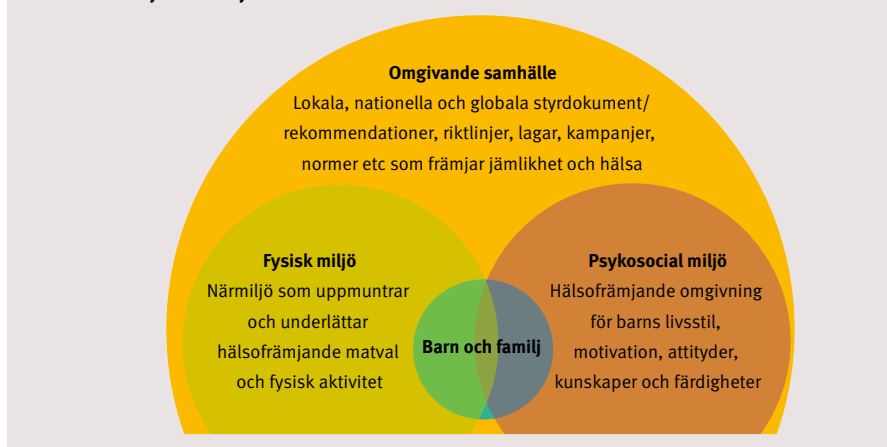 Omgivande samhälle
Lokala, nationella och globala styrdokument/
rekommendationer, riktlinjer, lagar, kampanjer,
normer etc som främjar jämlikhet och hälsa
Fysisk miljö
Närmiljö som uppmuntrar
och underlättar
hälsofrämjande matval
och fysisk aktivitet
Barn och familj
Psykosocial miljö
Hälsofrämjande omgivning
för barns livsstil,
motivation, attityder,
kunskaper och färdigheter